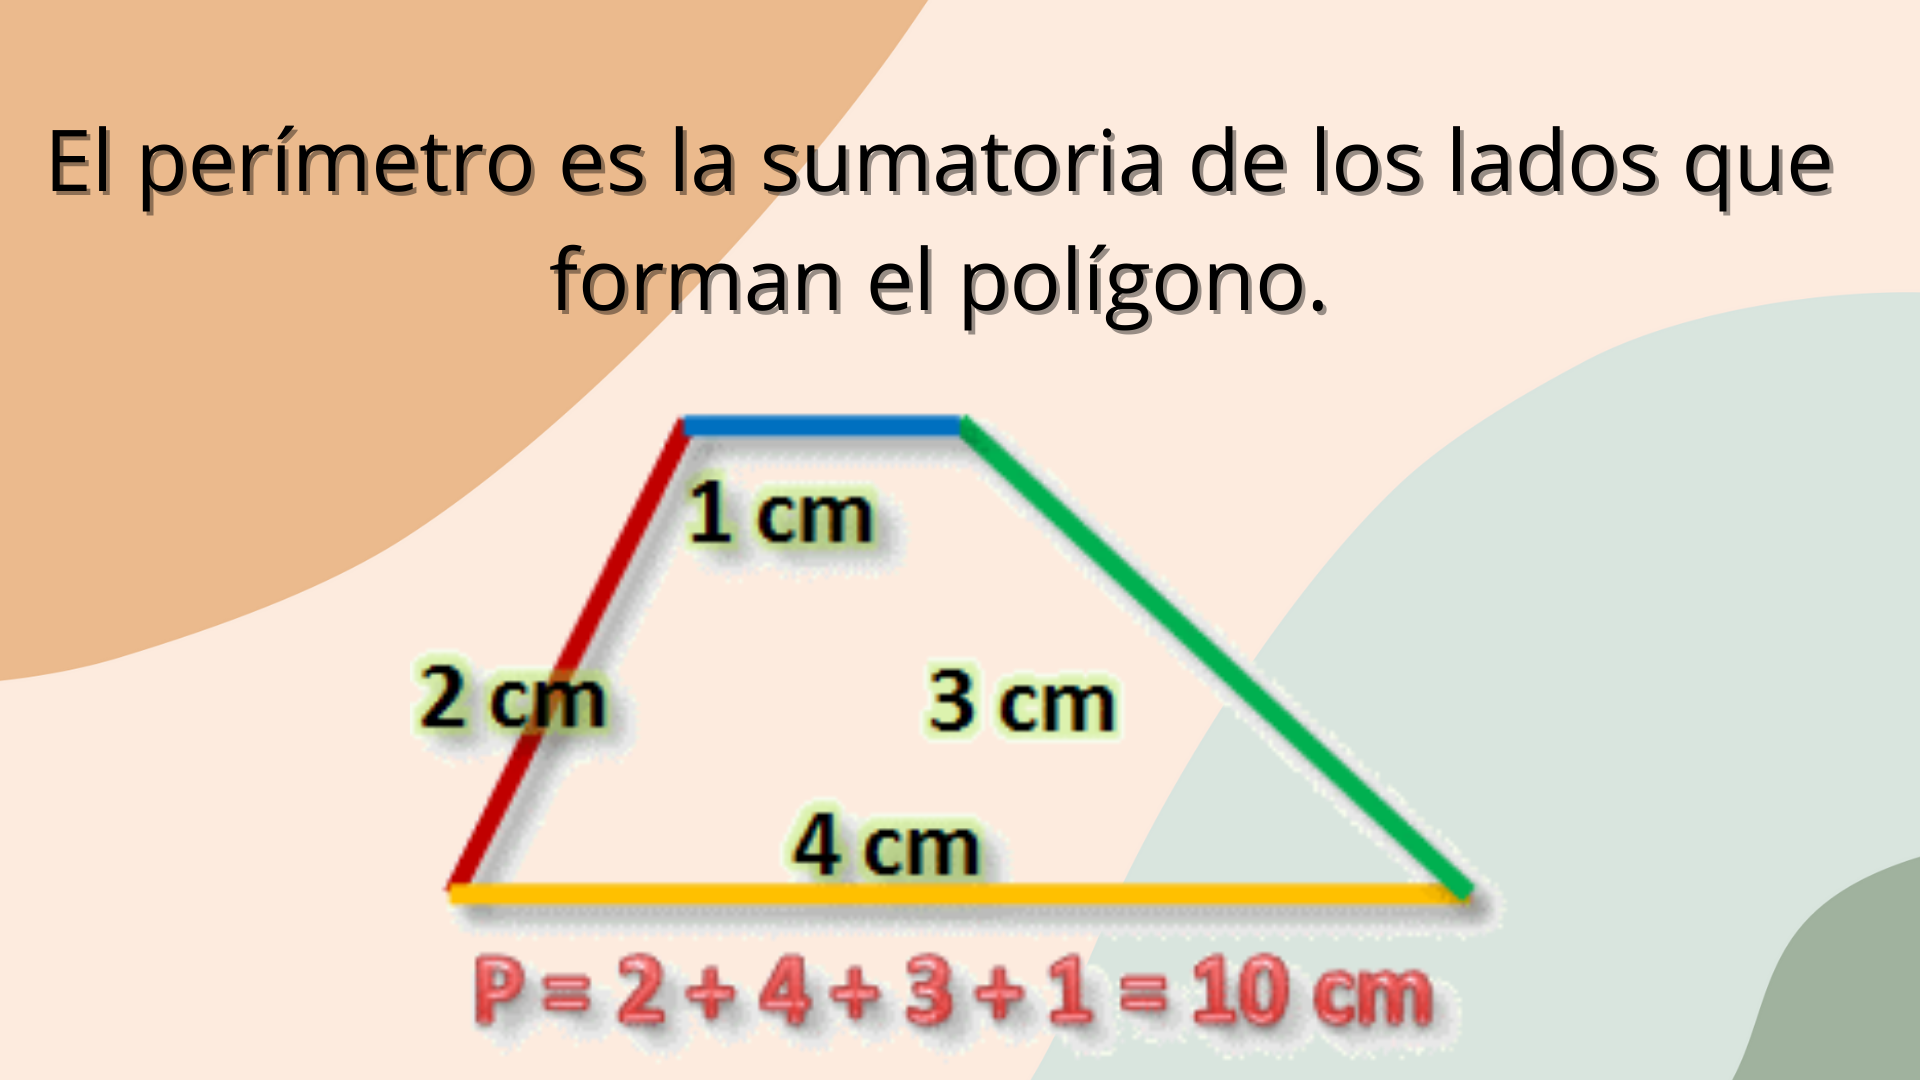 El perímetro es la sumatoria de los lados que
forman el polígono.
1 cm
2 cm
3 cm
4 cm
P = 2 + 4 + 3 + 1 = 10 cm